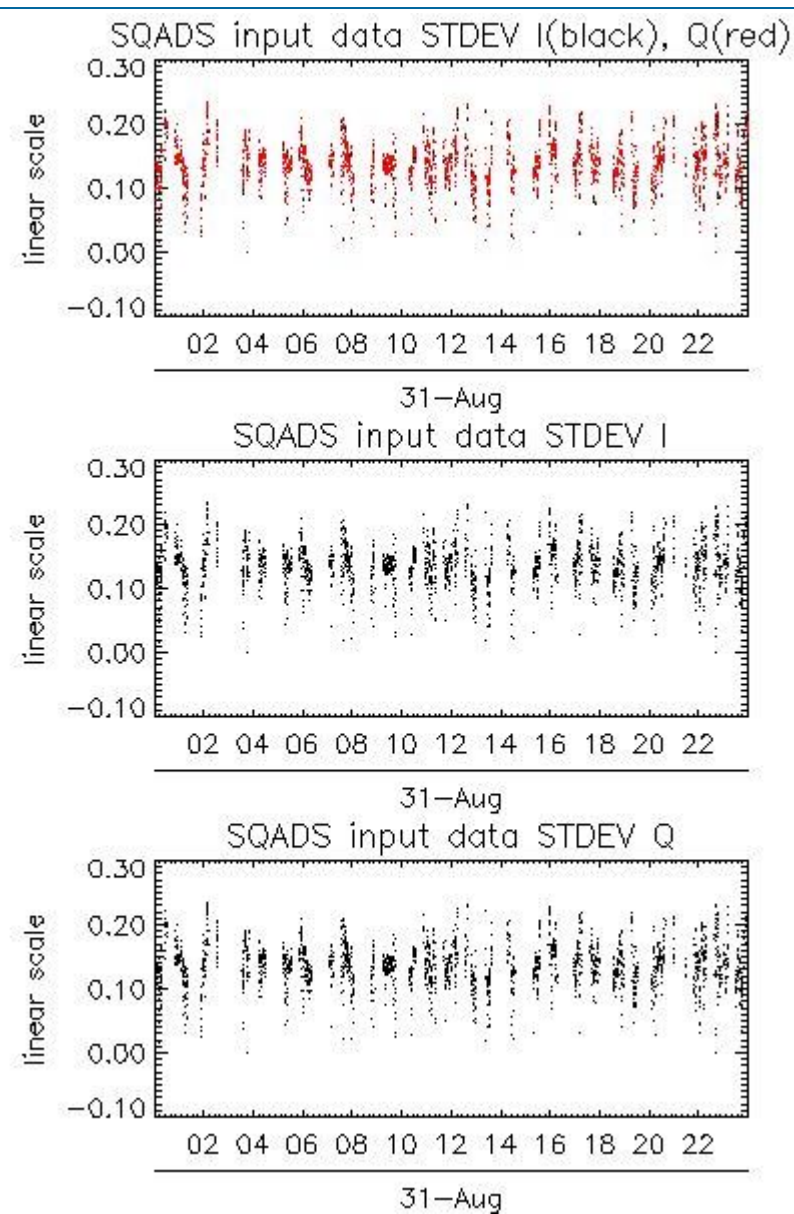 SQADS input data STDEV I(black), Q(red)
0.30
0.20
0.10
0.00
−0.10
linear scale
02 04 06 08 10 12 14 16 18 20 22
31−Aug
SQADS input data STDEV I
0.30
0.20
0.10
0.00
−0.10
linear scale
02 04 06 08 10 12 14 16 18 20 22
31−Aug
SQADS input data STDEV Q
0.30
0.20
0.10
0.00
−0.10
linear scale
02 04 06 08 10 12 14 16 18 20 22
31−Aug